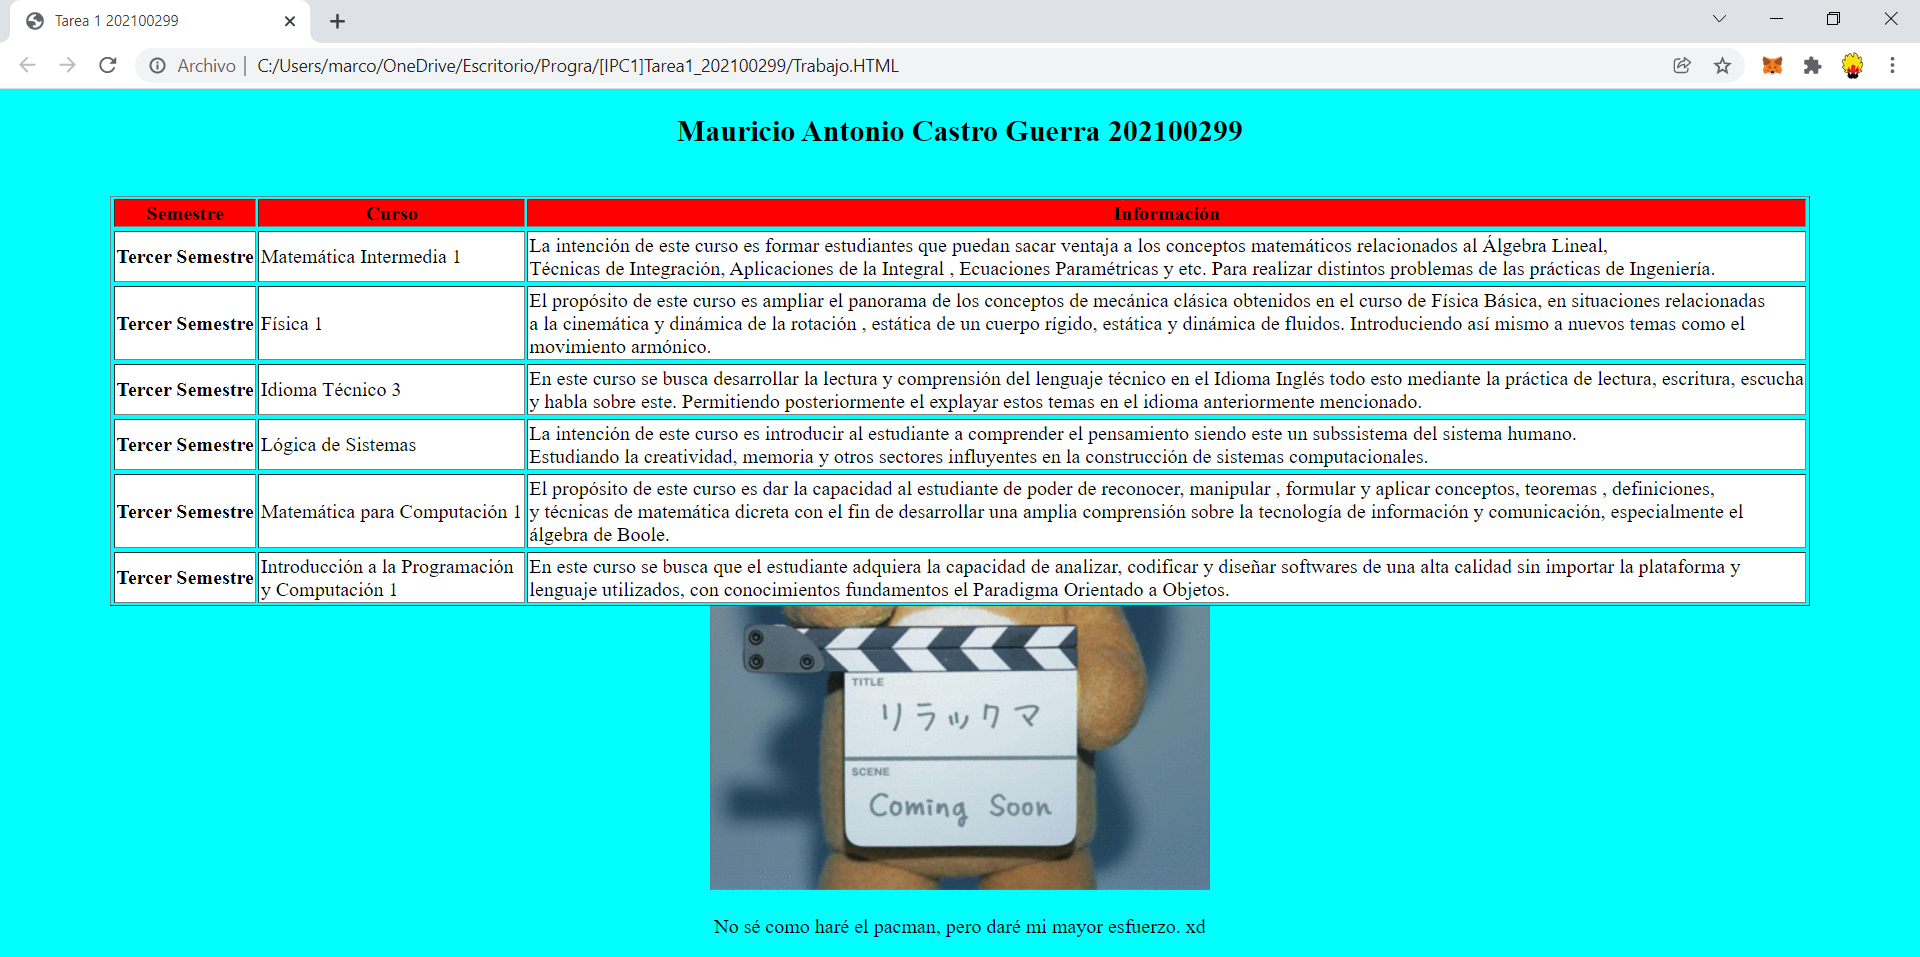 Tarea 1 202100299
Archivo | C:/Users/marco/OneDrive/Escritorio/Progra/[IPC1]Tarea1_202100299/Trabajo.HTML
Mauricio Antonio Castro Guerra 202100299
Semestre Curso Información
Tercer Semestre
Matemática Intermedia 1
La intención de este curso es formar estudiantes que puedan sacar ventaja a los conceptos matemáticos relacionados al Álgebra Lineal,
Técnicas de Integración, Aplicaciones de la Integral , Ecuaciones Paramétricas y etc. Para realizar distintos problemas de las prácticas de Ingeniería.
Tercer Semestre
Física 1
El propósito de este curso es ampliar el panorama de los conceptos de mecánica clásica obtenidos en el curso de Física Básica, en situaciones relacionadas
a la cinemática y dinámica de la rotación , estática de un cuerpo rígido, estática y dinámica de fluidos. Introduciendo así mismo a nuevos temas como el
movimiento armónico.
Tercer Semestre
Idioma Técnico 3
En este curso se busca desarrollar la lectura y comprensión del lenguaje técnico en el Idioma Inglés todo esto mediante la práctica de lectura, escritura, escucha
y habla sobre este. Permitiendo posteriormente el explayar estos temas en el idioma anteriormente mencionado.
Tercer Semestre
Lógica de Sistemas
La intención de este curso es introducir al estudiante a comprender el pensamiento siendo este un subssistema del sistema humano.
Estudiando la creatividad, memoria y otros sectores influyentes en la construcción de sistemas computacionales.
Tercer Semestre
Matemática para Computación 1
El propósito de este curso es dar la capacidad al estudiante de poder de reconocer, manipular , formular y aplicar conceptos, teoremas , definiciones,
y técnicas de matemática dicreta con el fin de desarrollar una amplia comprensión sobre la tecnología de información y comunicación, especialmente el
álgebra de Boole.
Tercer Semestre
Introducción a la Programación
y Computación 1
En este curso se busca que el estudiante adquiera la capacidad de analizar, codificar y diseñar softwares de una alta calidad sin importar la plataforma y
lenguaje utilizados, con conocimientos fundamentos el Paradigma Orientado a Objetos.
TITLE
リラックマ
SCENE
Coming Soon
No sé como haré el pacman, pero daré mi mayor esfuerzo. xd